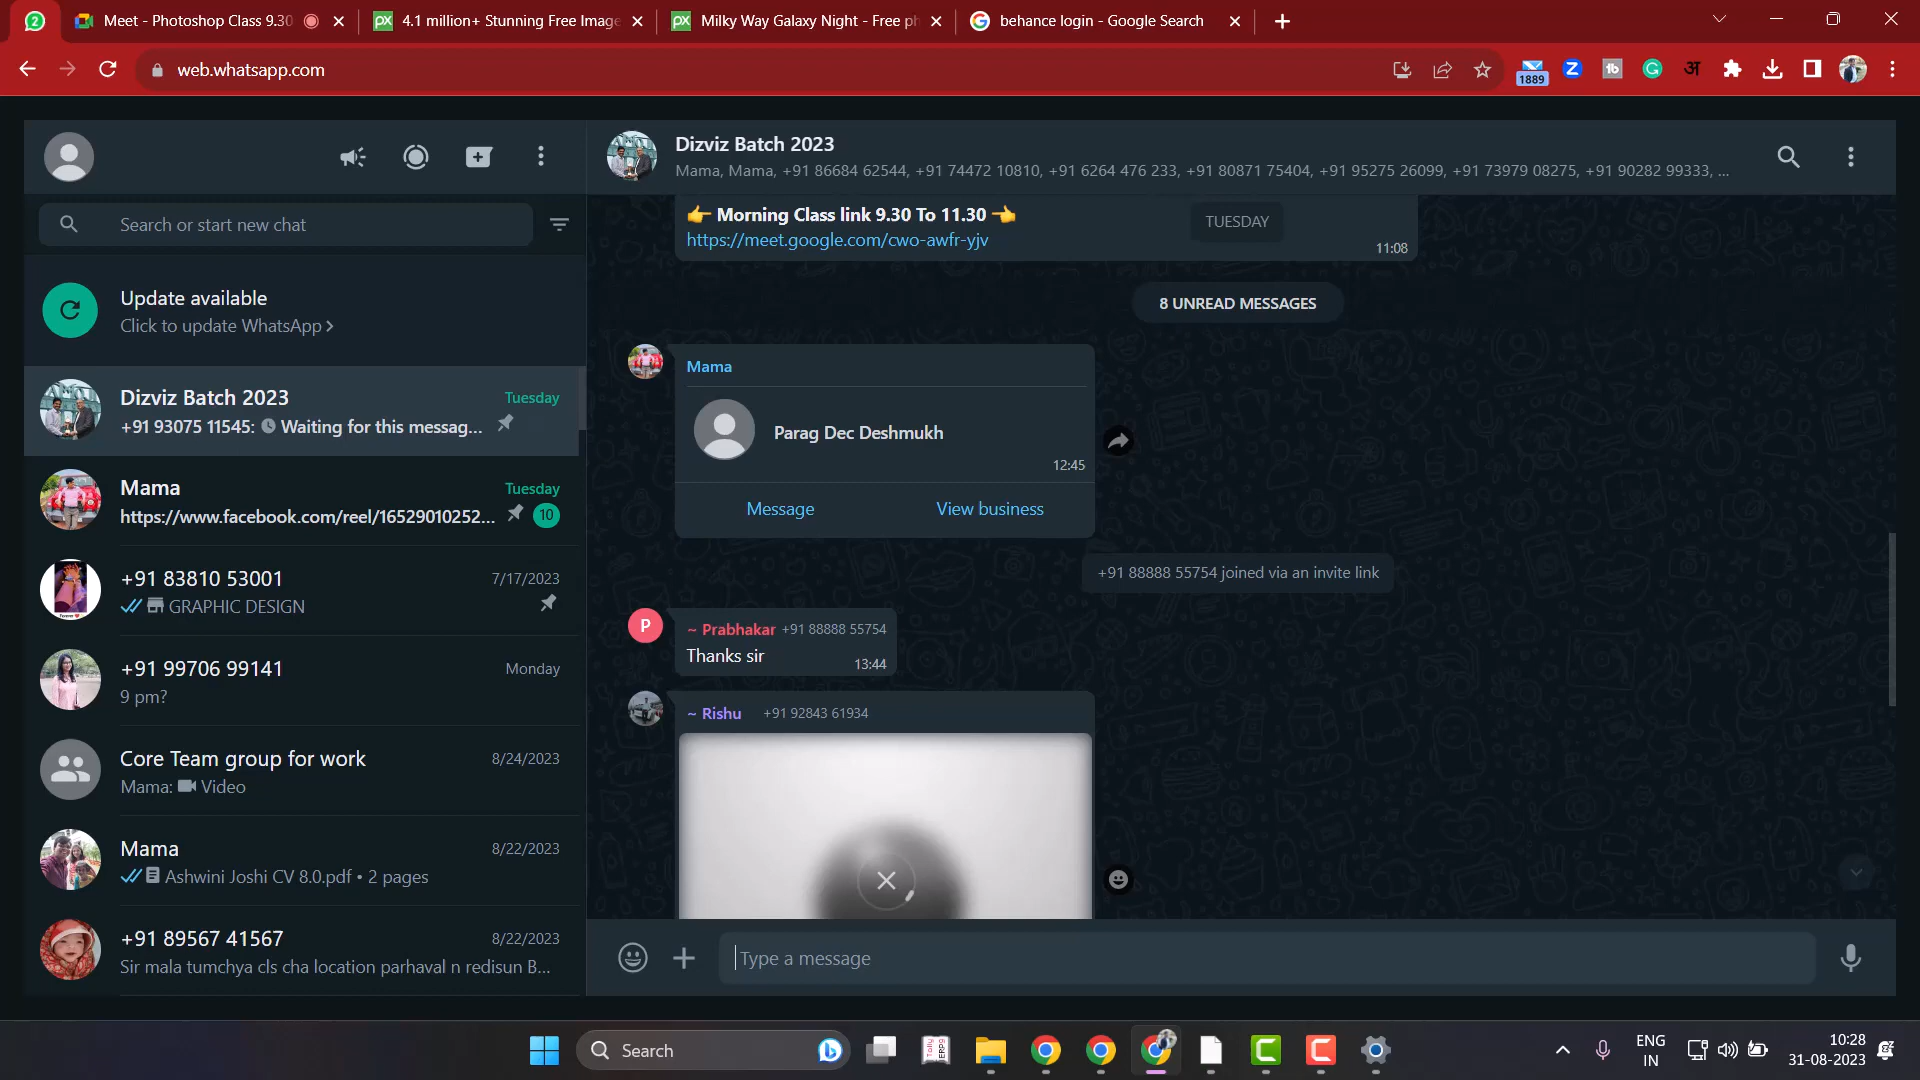 2
Meet - Photoshop Class 9.30
4.1 million+ Stunning Free Image
Milky Way Galaxy Night - Free ph
behance login - Google Search
web.whatsapp.com
1889
अ
Dizviz Batch 2023
Mama, Mama, +91 86684 62544, +91 74472 10810, +91 6264 476 233, +91 80871 75404, +91 95275 26099, +91 73979 08275, +91 90282 99333, ...
Search or start new chat
Update available
Click to update WhatsApp
Dizviz Batch 2023
Tuesday
+91 93075 11545: Waiting for this messag...
Mama
Tuesday
https://www.facebook.com/reel/16529010252...
10
+91 83810 53001
7/17/2023
GRAPHIC DESIGN
+91 99706 99141
Monday
9 pm?
Core Team group for work
8/24/2023
Mama: Video
Mama
8/22/2023
Ashwini Joshi CV 8.0.pdf • 2 pages
+91 89567 41567
8/22/2023
Sir mala tumchya cls cha location parhaval n redisun B...
Morning Class link 9.30 To 11.30
TUESDAY
https://meet.google.com/cwo-awfr-yjv
11:08
8 UNREAD MESSAGES
Mama
Parag Dec Deshmukh
12:45
Message View business
+91 88888 55754 joined via an invite link
P
~ Prabhakar +91 88888 55754
Thanks sir
13:44
~ Rishu +91 92843 61934
Type a message
Search
Tally
ERP9
ENG
IN
10:28
31-08-2023